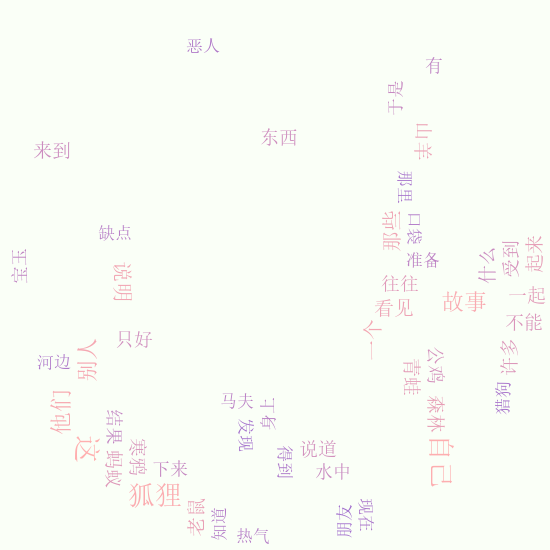 恶人
有
于是
山羊
东西
来到
那里
那些
口袋
缺点
准备
宝玉
什么
受到
起来
说明
往往
故事
一起
看见
不能
一个
只好
别人
河边
公鸡
许多
青蛙
猎狗
他们
马夫
森林
结果
发现
这
寒鸦
蚂蚁
得到
说道
自己
下来
水中
狐狸
老鼠
知道
热气
朋友
现在